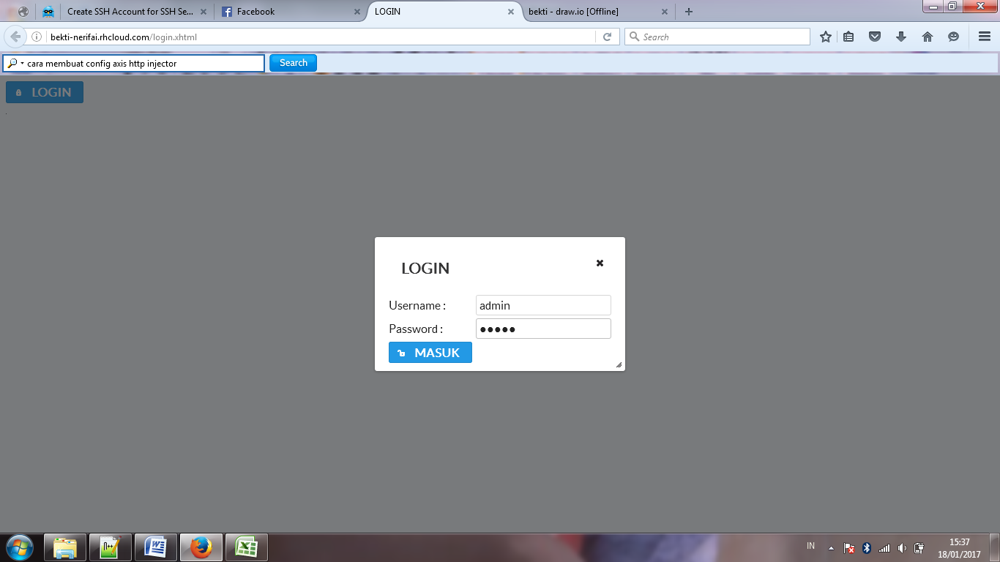 Create SSH Account for SSH Se...
Facebook
LOGIN
bekti - draw.io [Offline]
bekti-nerifai.rhcloud.com/login.xhtml
Search
cara membuat config axis http injector
Search
LOGIN
LOGIN
Username :
admin
Password :
●●●●●
MASUK
IN
15:37
18/01/2017